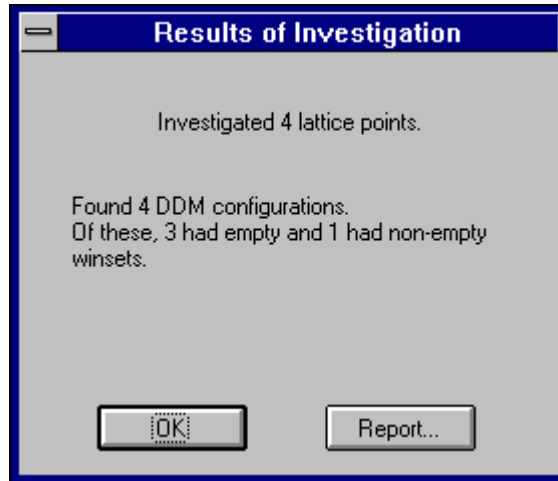 Results of Investigation
Investigated 4 lattice points.
Found 4 DDM configurations.
Of these, 3 had empty and 1 had non-empty
winsets.
OK
Report...